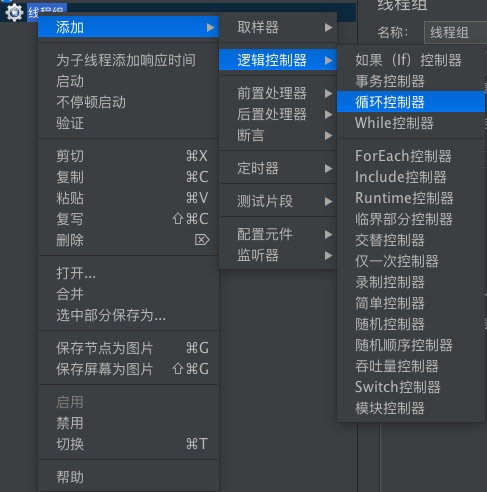 线程组
线程组
名称： 线程组
添加
为子线程添加响应时间
启动
不停顿启动
验证
剪切 ⌘X
复制 ⌘C
粘贴 ⌘V
复写 ⇧⌘C
删除 ⌦
打开...
合并
选中部分保存为...
保存节点为图片 ⌘G
保存屏幕为图片 ⇧⌘G
启用
禁用
切换 ⌘T
帮助
取样器
逻辑控制器
前置处理器
后置处理器
断言
定时器
测试片段
配置元件
监听器
如果（If）控制器
事务控制器
循环控制器
While控制器
ForEach控制器
Include控制器
Runtime控制器
临界部分控制器
交替控制器
仅一次控制器
录制控制器
简单控制器
随机控制器
随机顺序控制器
吞吐量控制器
Switch控制器
模块控制器